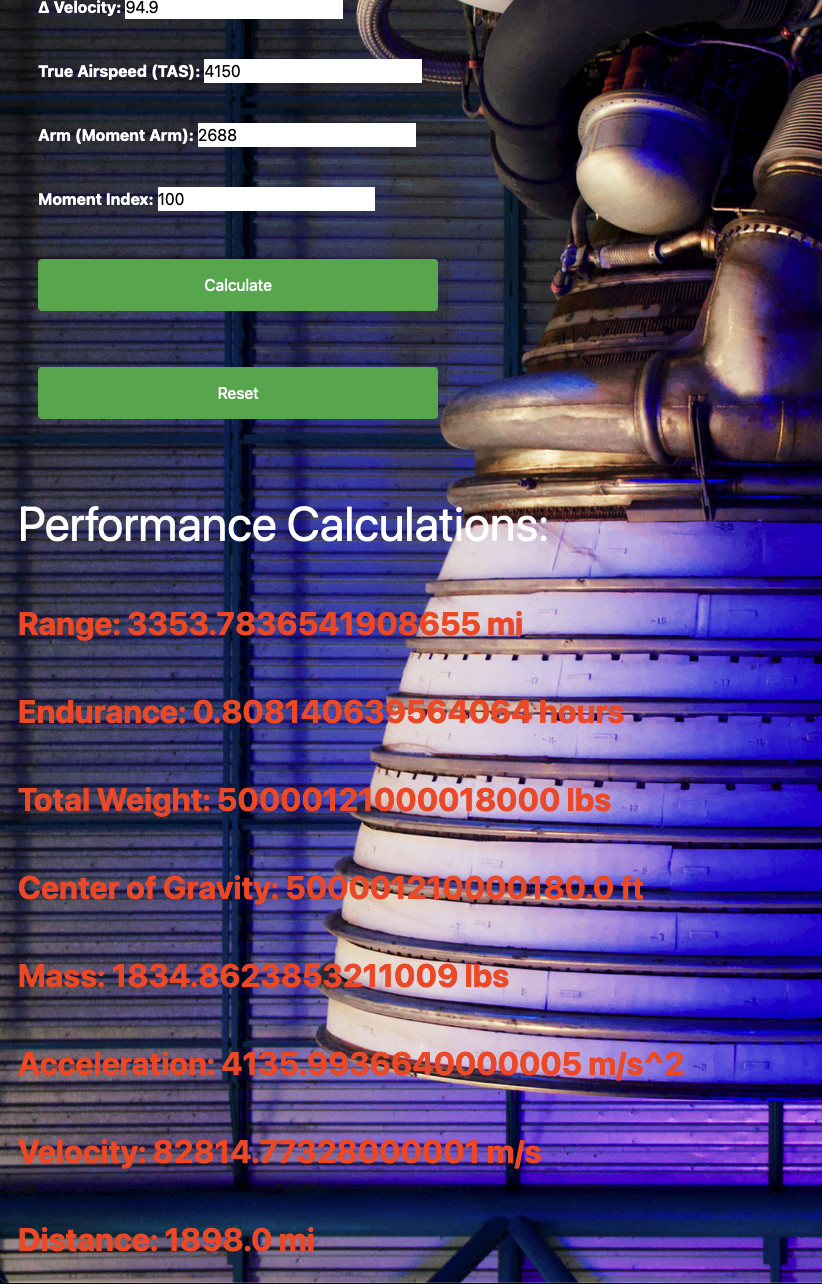 Δ Velocity: 94.9
True Airspeed (TAS): 4150
Arm (Moment Arm): 2688
Moment Index: 100
Calculate
Reset
Performance Calculations:
Range: 3353.7836541908655 mi
Endurance: 0.808140639564064 hours
Total Weight: 50000121000018000 lbs
Center of Gravity: 500001210000180.0 ft
Mass: 1834.8623853211009 lbs
Acceleration: 4135.9936640000005 m/s^2
Velocity: 82814.77328000001 m/s
Distance: 1898.0 mi